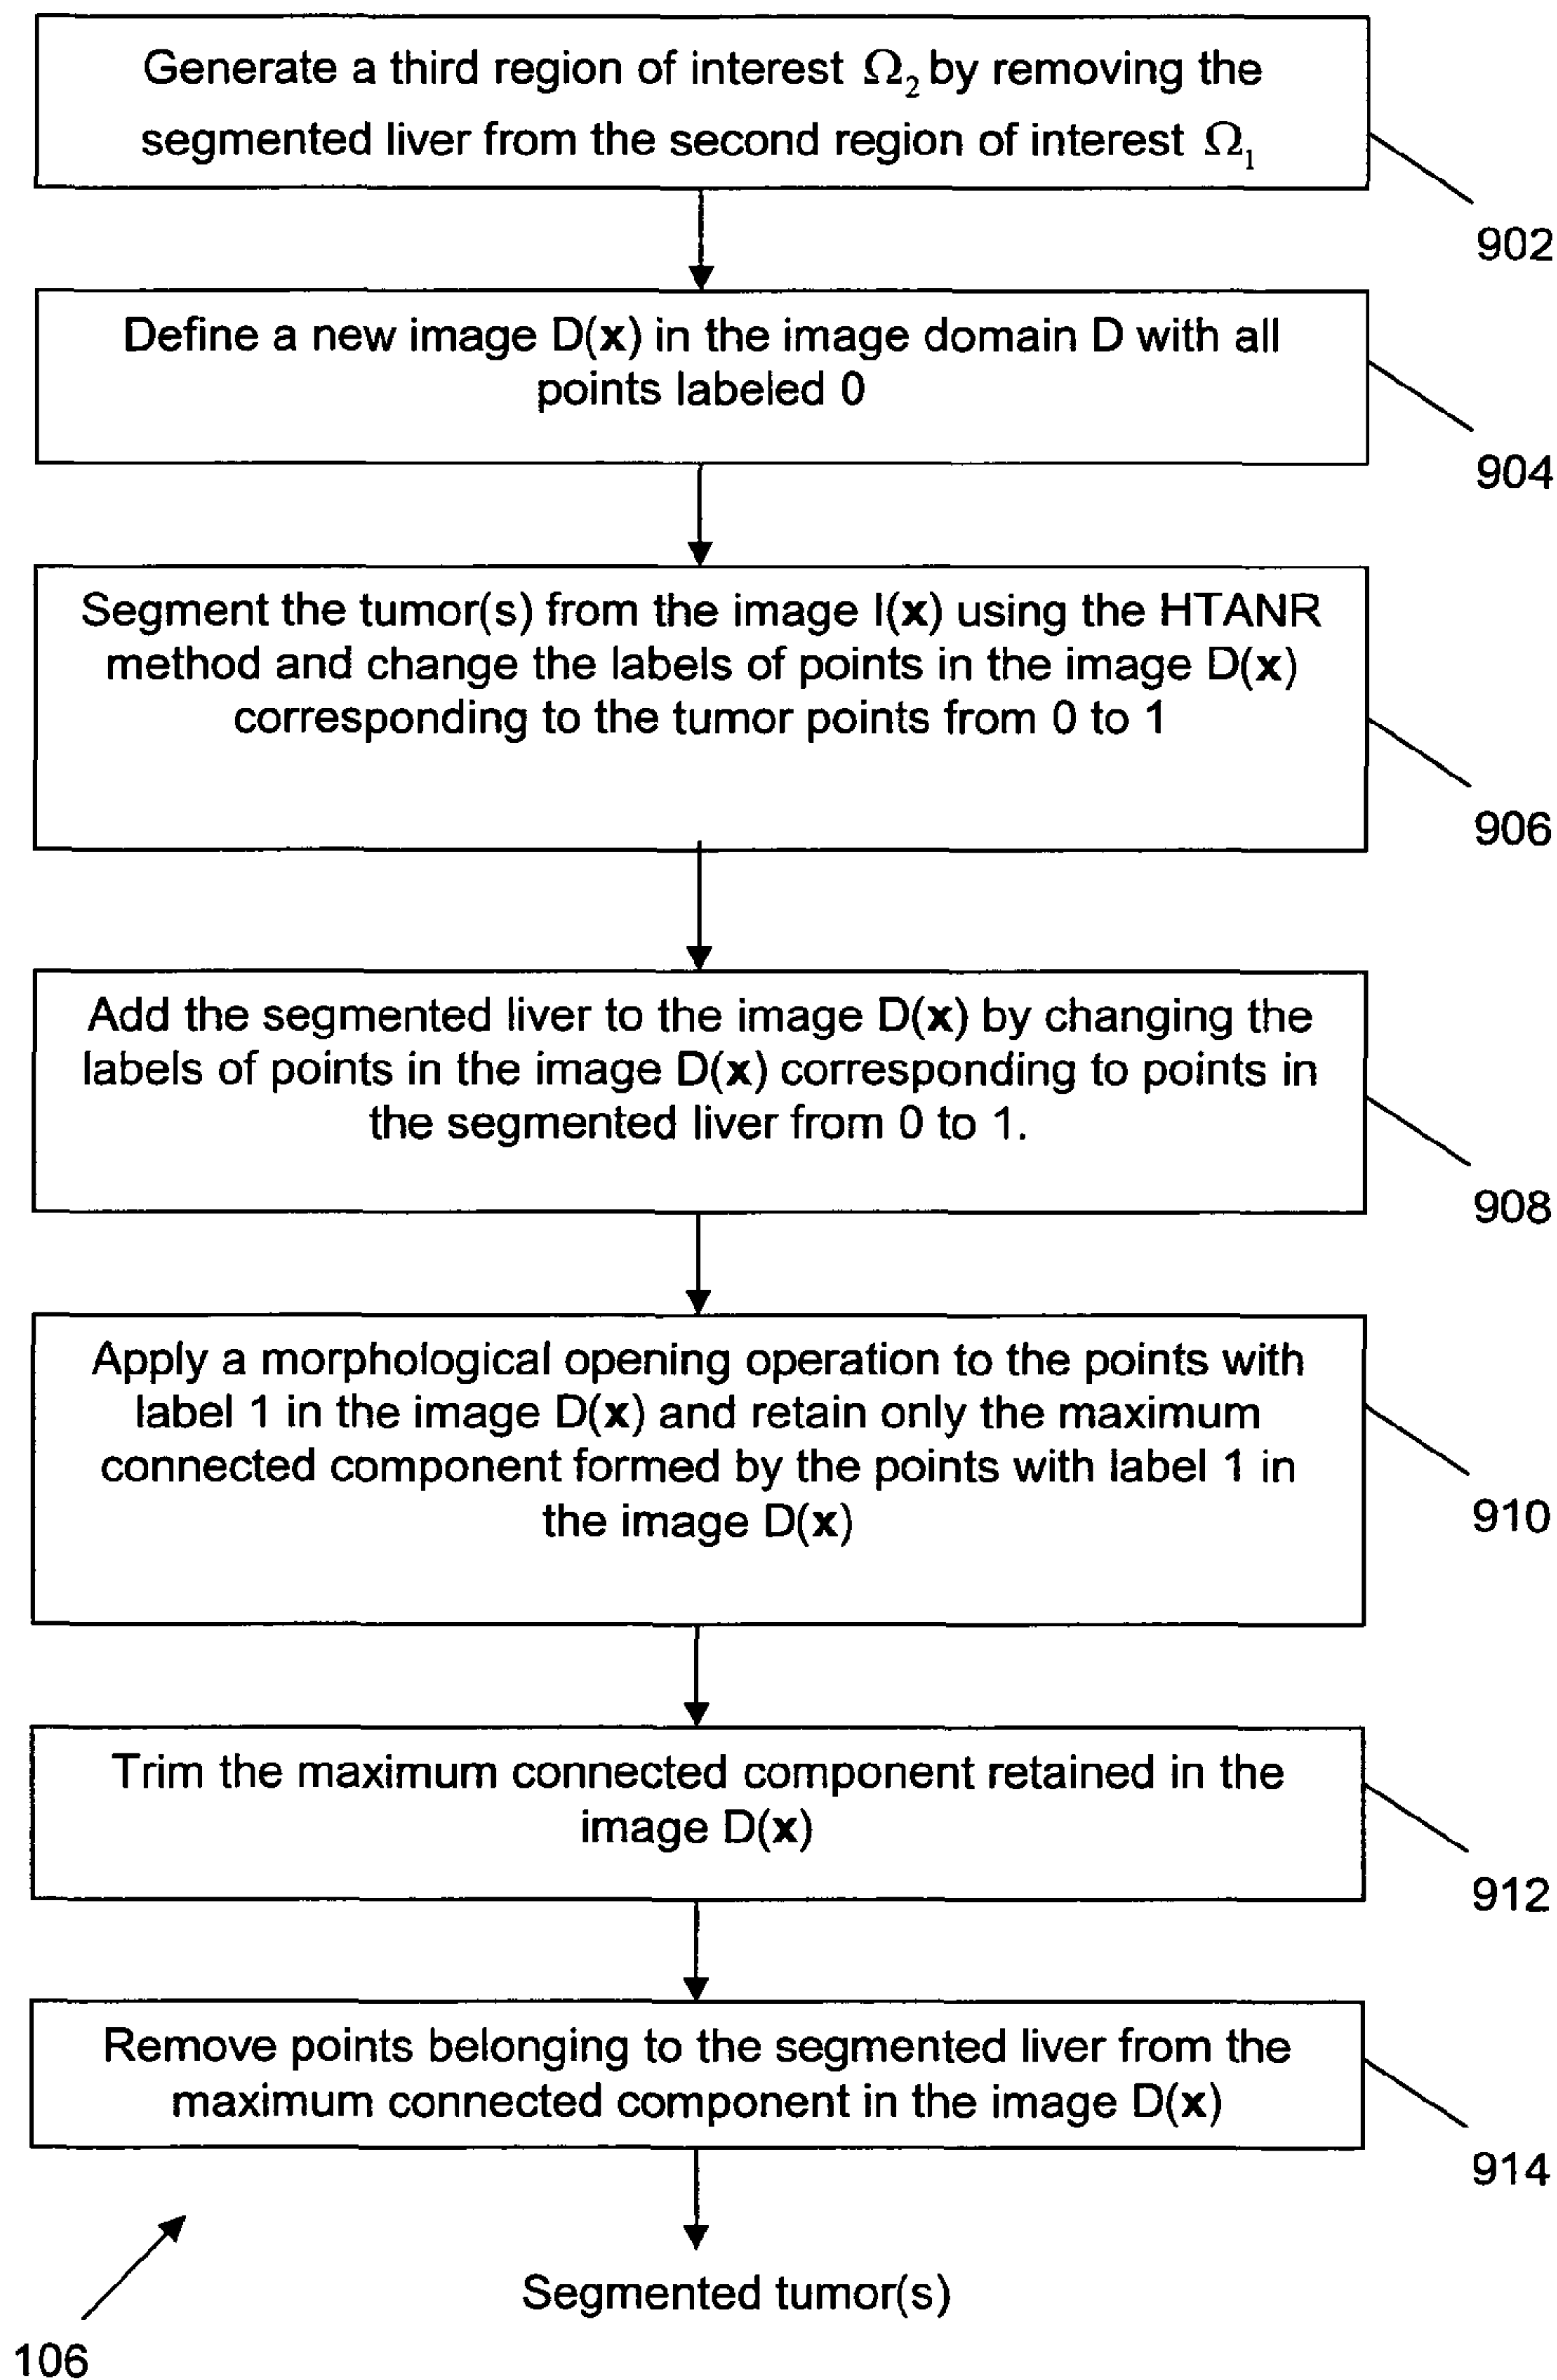 Generate a third region of interest Ω₂ by removing the
segmented liver from the second region of interest Ω₁
902
Define a new image D(x) in the image domain D with all
points labeled 0
904
Segment the tumor(s) from the image I(x) using the HTANR
method and change the labels of points in the image D(x)
corresponding to the tumor points from 0 to 1
906
Add the segmented liver to the image D(x) by changing the
labels of points in the image D(x) corresponding to points in
the segmented liver from 0 to 1.
908
Apply a morphological opening operation to the points with
label 1 in the image D(x) and retain only the maximum
connected component formed by the points with label 1 in
the image D(x)
910
Trim the maximum connected component retained in the
image D(x)
912
Remove points belonging to the segmented liver from the
maximum connected component in the image D(x)
914
Segmented tumor(s)
106